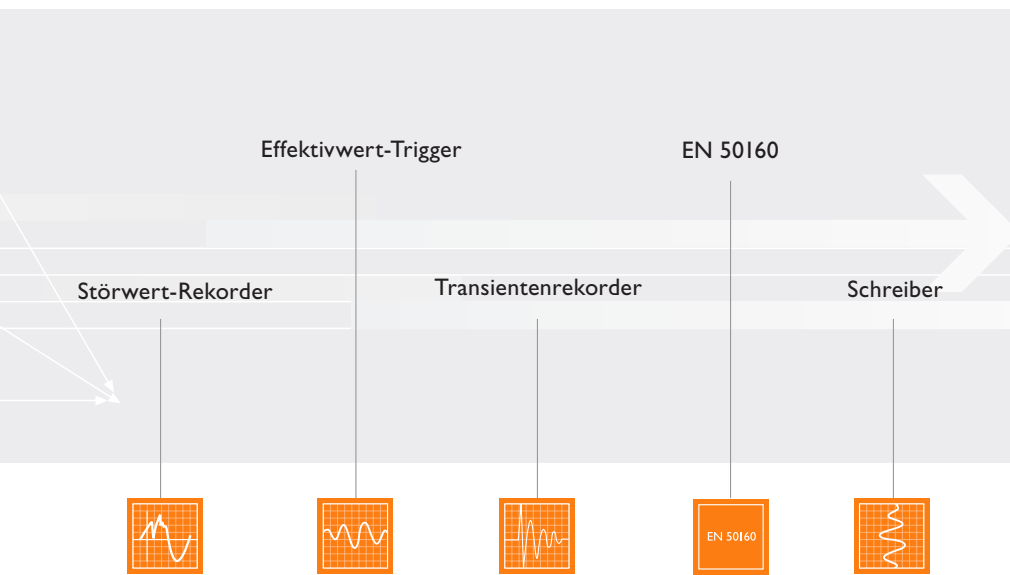 Effektivwert-Trigger
EN 50160
Störwert-Rekorder
Transientenrekorder
Schreiber
EN 50160